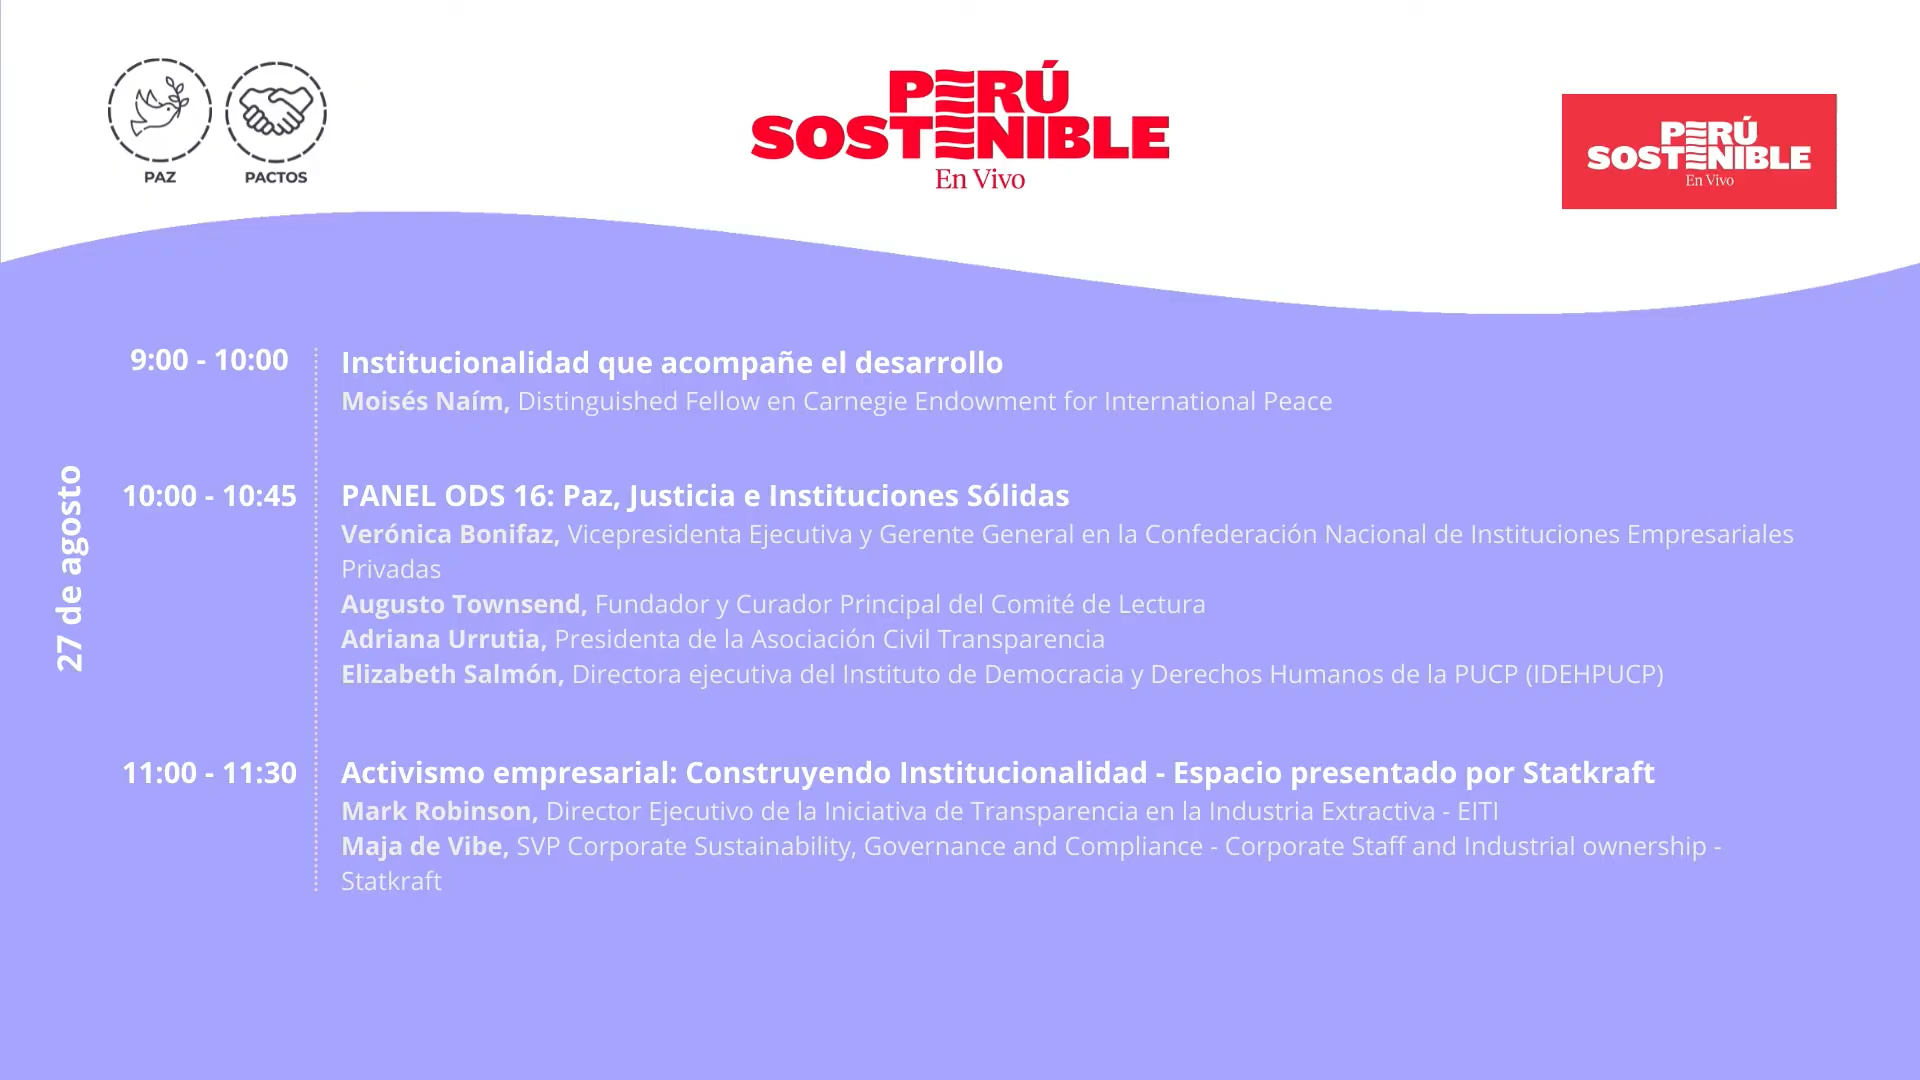 PAZ
PACTOS
PERÚ
SOSTENIBLE
En Vivo
PERÚ
SOSTENIBLE
En Vivo
27 de agosto
9:00 - 10:00
Institucionalidad que acompañe el desarrollo
Moisés Naím, Distinguished Fellow en Carnegie Endowment for International Peace
10:00 - 10:45
PANEL ODS 16: Paz, Justicia e Instituciones Sólidas
Verónica Bonifaz, Vicepresidenta Ejecutiva y Gerente General en la Confederación Nacional de Instituciones Empresariales
Privadas
Augusto Townsend, Fundador y Curador Principal del Comité de Lectura
Adriana Urrutia, Presidenta de la Asociación Civil Transparencia
Elizabeth Salmón, Directora ejecutiva del Instituto de Democracia y Derechos Humanos de la PUCP (IDEHPUCP)
11:00 - 11:30
Activismo empresarial: Construyendo Institucionalidad - Espacio presentado por Statkraft
Mark Robinson, Director Ejecutivo de la Iniciativa de Transparencia en la Industria Extractiva - EITI
Maja de Vibe, SVP Corporate Sustainability, Governance and Compliance - Corporate Staff and Industrial ownership -
Statkraft